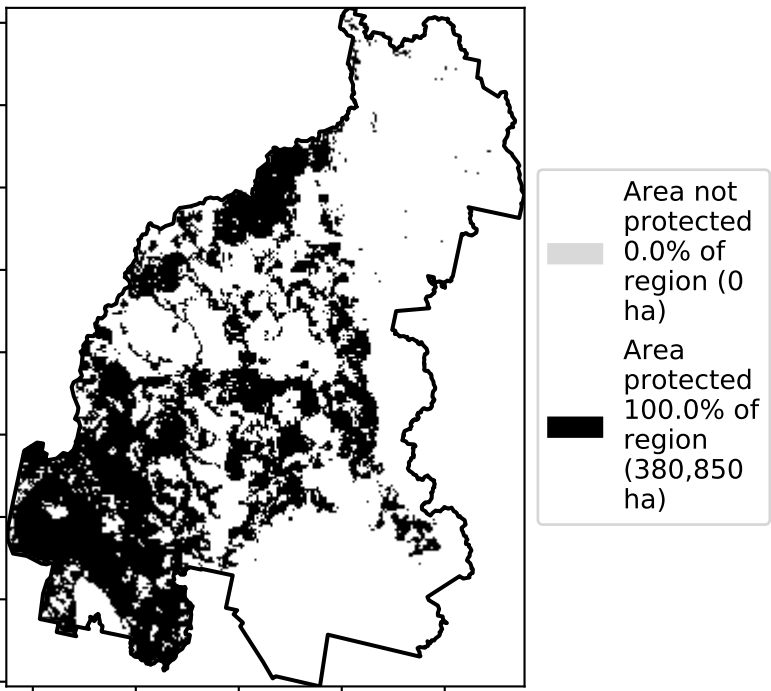 Area not
protected
0.0% of
region (0
ha)
Area
protected
100.0% of
region
(380,850
ha)